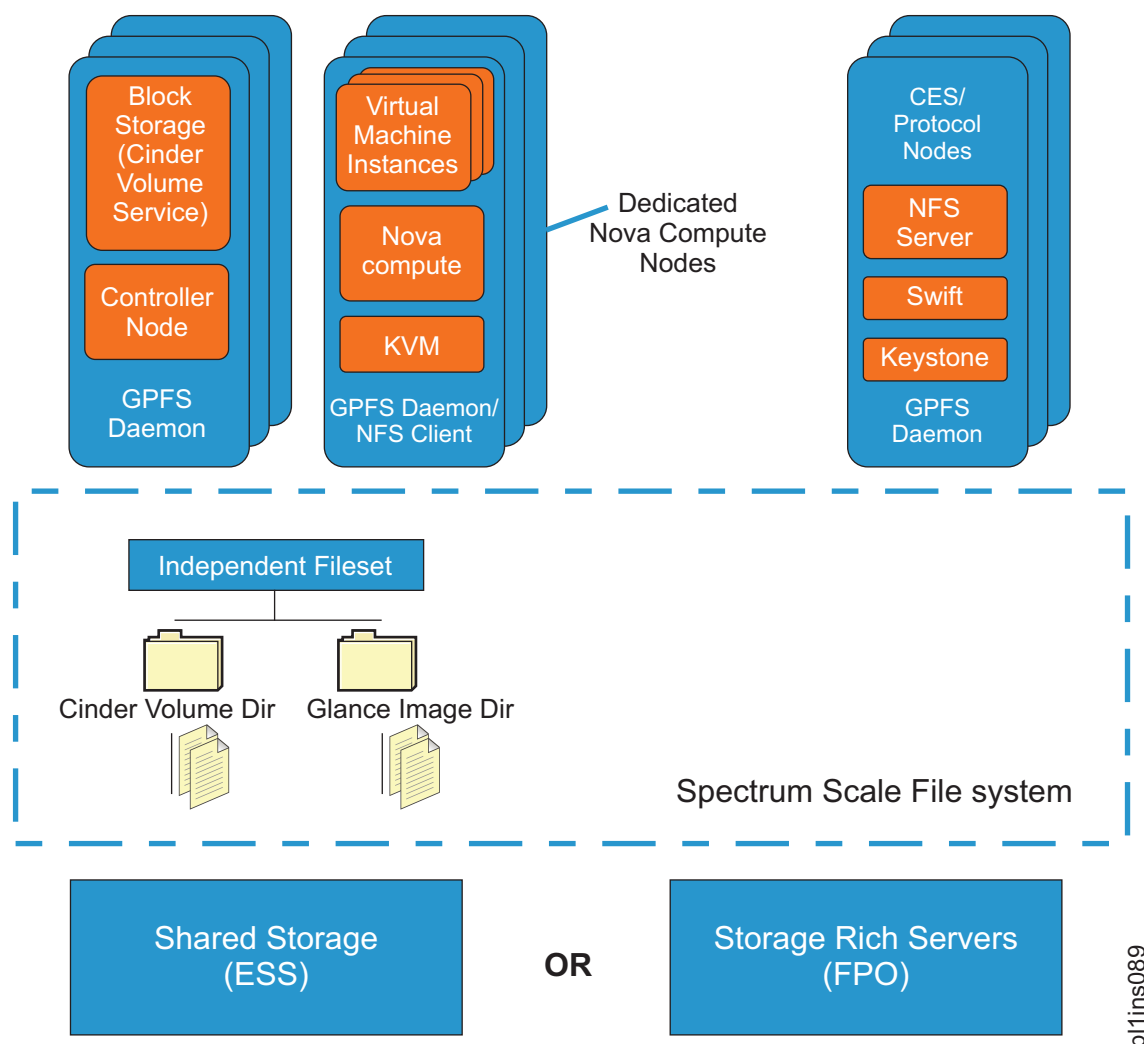 Block
Storage
(Cinder
Volume
Service)
Controller
Node
GPFS
Daemon
Virtual
Machine
Instances
Nova
compute
KVM
GPFS Daemon/
NFS Client
Dedicated
Nova Compute
Nodes
CES/
Protocol
Nodes
NFS
Server
Swift
Keystone
GPFS
Daemon
Independent Fileset
Cinder Volume Dir
Glance Image Dir
Spectrum Scale File system
Shared Storage
(ESS)
OR
Storage Rich Servers
(FPO)